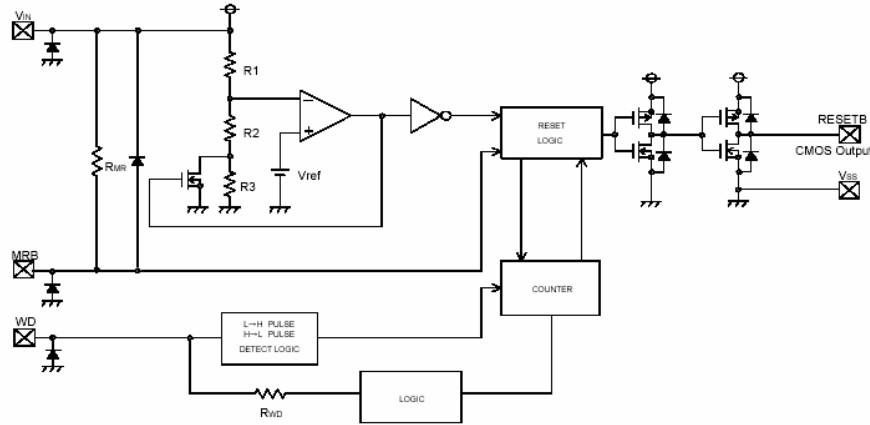 VIN
R1
R2
R3
RMR
Vref
RESET
LOGIC
RESETB
CMOS Output
VSS
MRB
COUNTER
WD
L→H PULSE
H→L PULSE
DETECT LOGIC
RWD
LOGIC